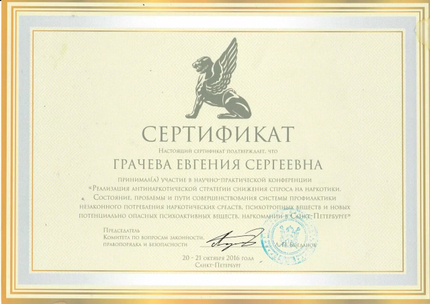 СЕРТИФИКАТ
Настоящий сертификат подтверждает, что
ГРАЧЕВА ЕВГЕНИЯ СЕРГЕЕВНА
принимал(а) участие в научно-практической конференции
«Реализация антинаркотической стратегии снижения спроса на наркотики.
Состояние, проблемы и пути совершенствования системы профилактики
незаконного потребления наркотических средств, психотропных веществ и новых
потенциально опасных психоактивных веществ, наркомании в Санкт-Петербурге»
Председатель
Комитета по вопросам законности,
правопорядка и безопасности
20 - 21 октября 2016 года
Санкт-Петербург